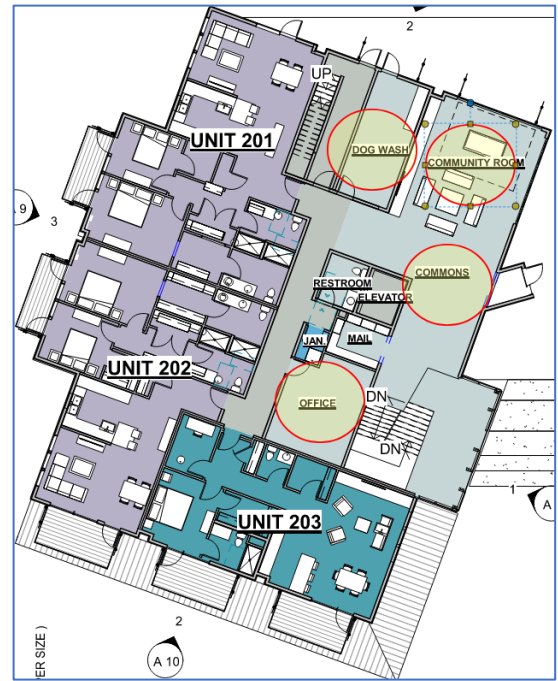 2
UP
UNIT 201
DOG WASH
COMMUNITY ROOM
9
3
COMMONS
RESTROOM
ELEVATOR
JAN.
MAIL
UNIT 202
OFFICE
DN
DN
1
A
UNIT 203
2
A 10
PER SIZE )